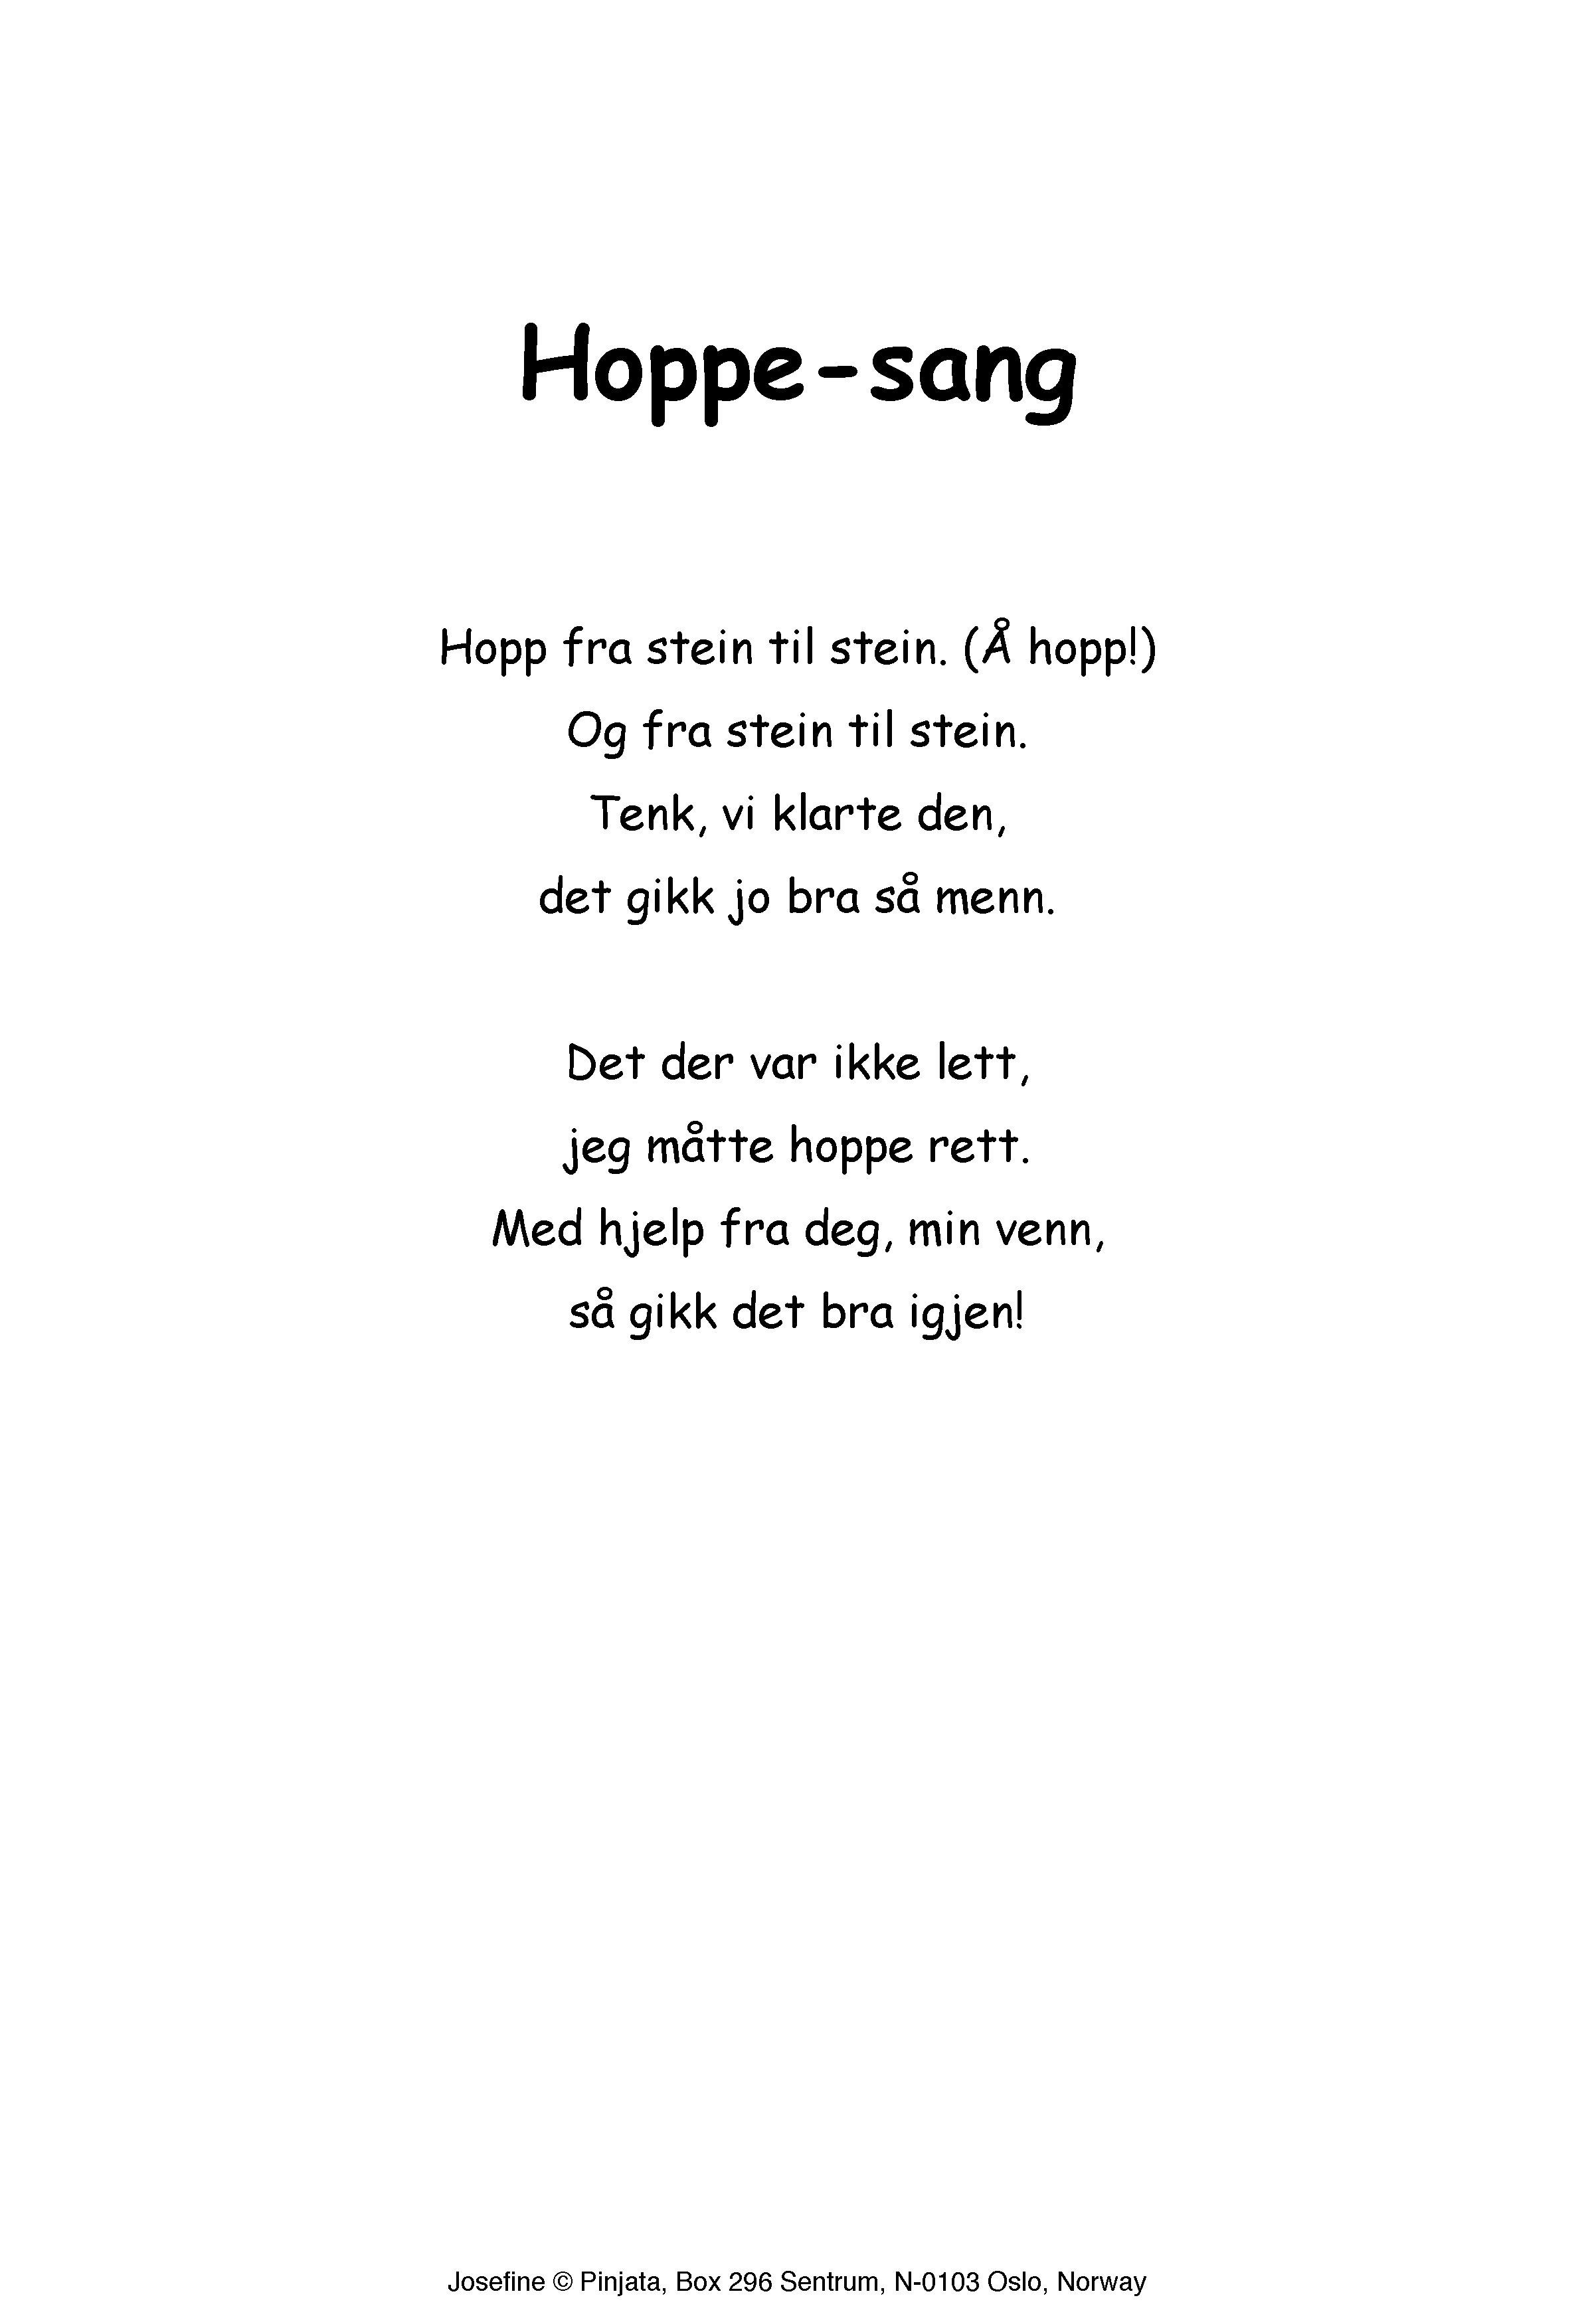 Hoppe-sang
Hopp fra stein til stein. (Å hopp!)
Og fra stein til stein.
Tenk, vi klarte den,
det gikk jo bra så menn.
Det der var ikke lett,
jeg måtte hoppe rett.
Med hjelp fra deg, min venn,
så gikk det bra igjen!
Josefine © Pinjata, Box 296 Sentrum, N-0103 Oslo, Norway